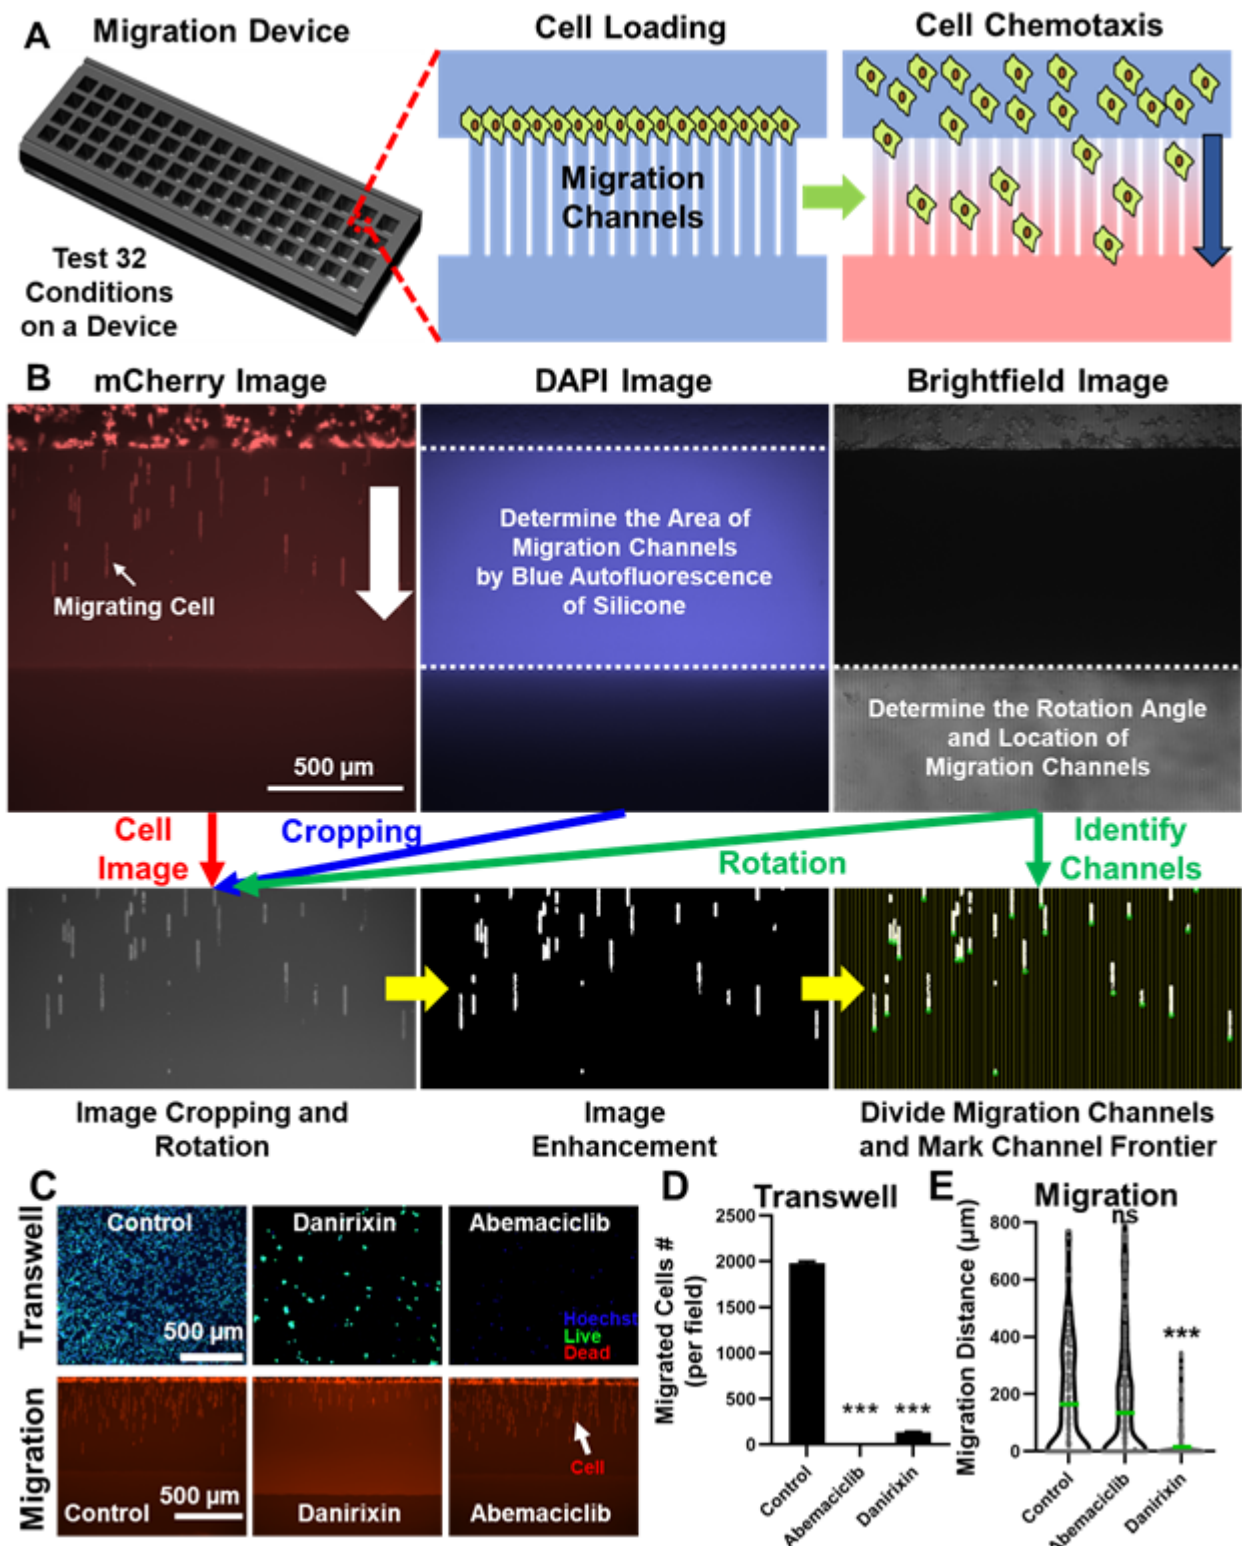 A
Migration Device
Cell Loading
Cell Chemotaxis
Migration
Channels
Test 32
Conditions
on a Device
B
mCherry Image
DAPI Image
Brightfield Image
Migrating Cell
500 µm
Determine the Area of
Migration Channels
by Blue Autofluorescence
of Silicone
Determine the Rotation Angle
and Location of
Migration Channels
Cell
Image
Cropping
Rotation
Identify
Channels
Image Cropping and
Rotation
Image
Enhancement
Divide Migration Channels
and Mark Channel Frontier
C
Transwell
Control
500 µm
Danirixin
Abemaciclib
Hoechst
Live
Dead
Migration
Control
500 µm
Danirixin
Abemaciclib
Cell
D
Transwell
Migrated Cells #
(per field)
2500
2000
1500
1000
500
0
***
***
Control
Abemaciclib
Danirixin
E
Migration
Migration Distance (µm)
800
600
400
200
0
ns
***
Control
Abemaciclib
Danirixin